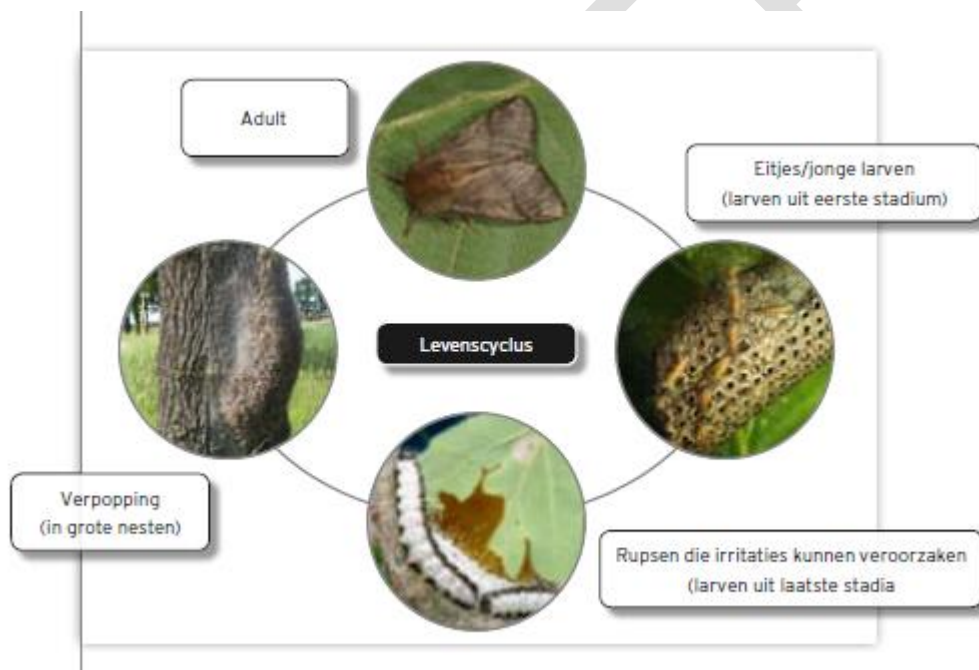 Adult
Eitjes/jonge larven
(larven uit eerste stadium)
Levenscyclus
Verpopping
(in grote nesten)
Rupsen die irritaties kunnen veroorzaken
(larven uit laatste stadia